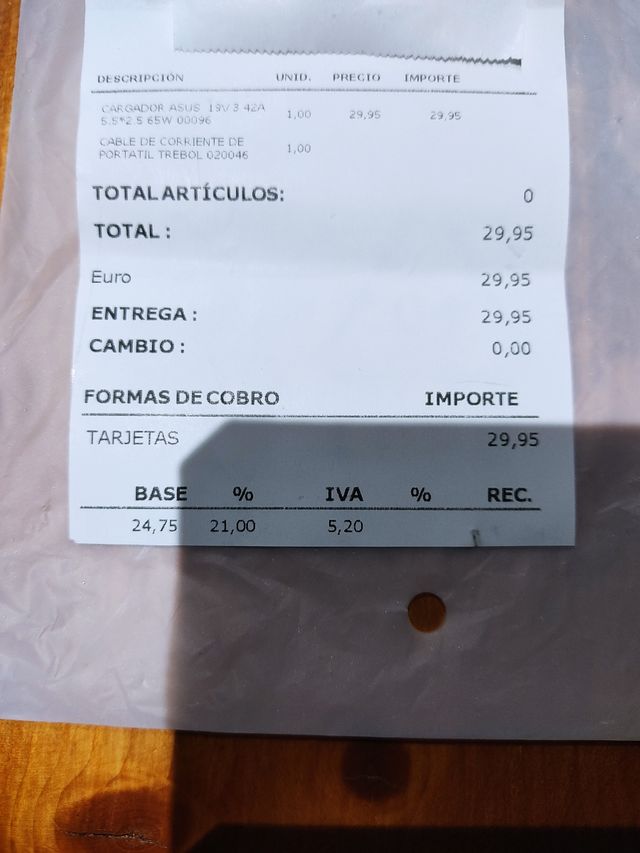 DESCRIPCIÓN UNID. PRECIO IMPORTE
CARGADOR ASUS 19V 3 42A
5.5*2.5 65W 00096 1,00 29,95 29,95
CABLE DE CORRIENTE DE
PORTATIL TREBOL 020046 1,00
TOTAL ARTÍCULOS: 0
TOTAL : 29,95
Euro 29,95
ENTREGA : 29,95
CAMBIO : 0,00
FORMAS DE COBRO IMPORTE
TARJETAS 29,95
BASE % IVA % REC.
24,75 21,00 5,20